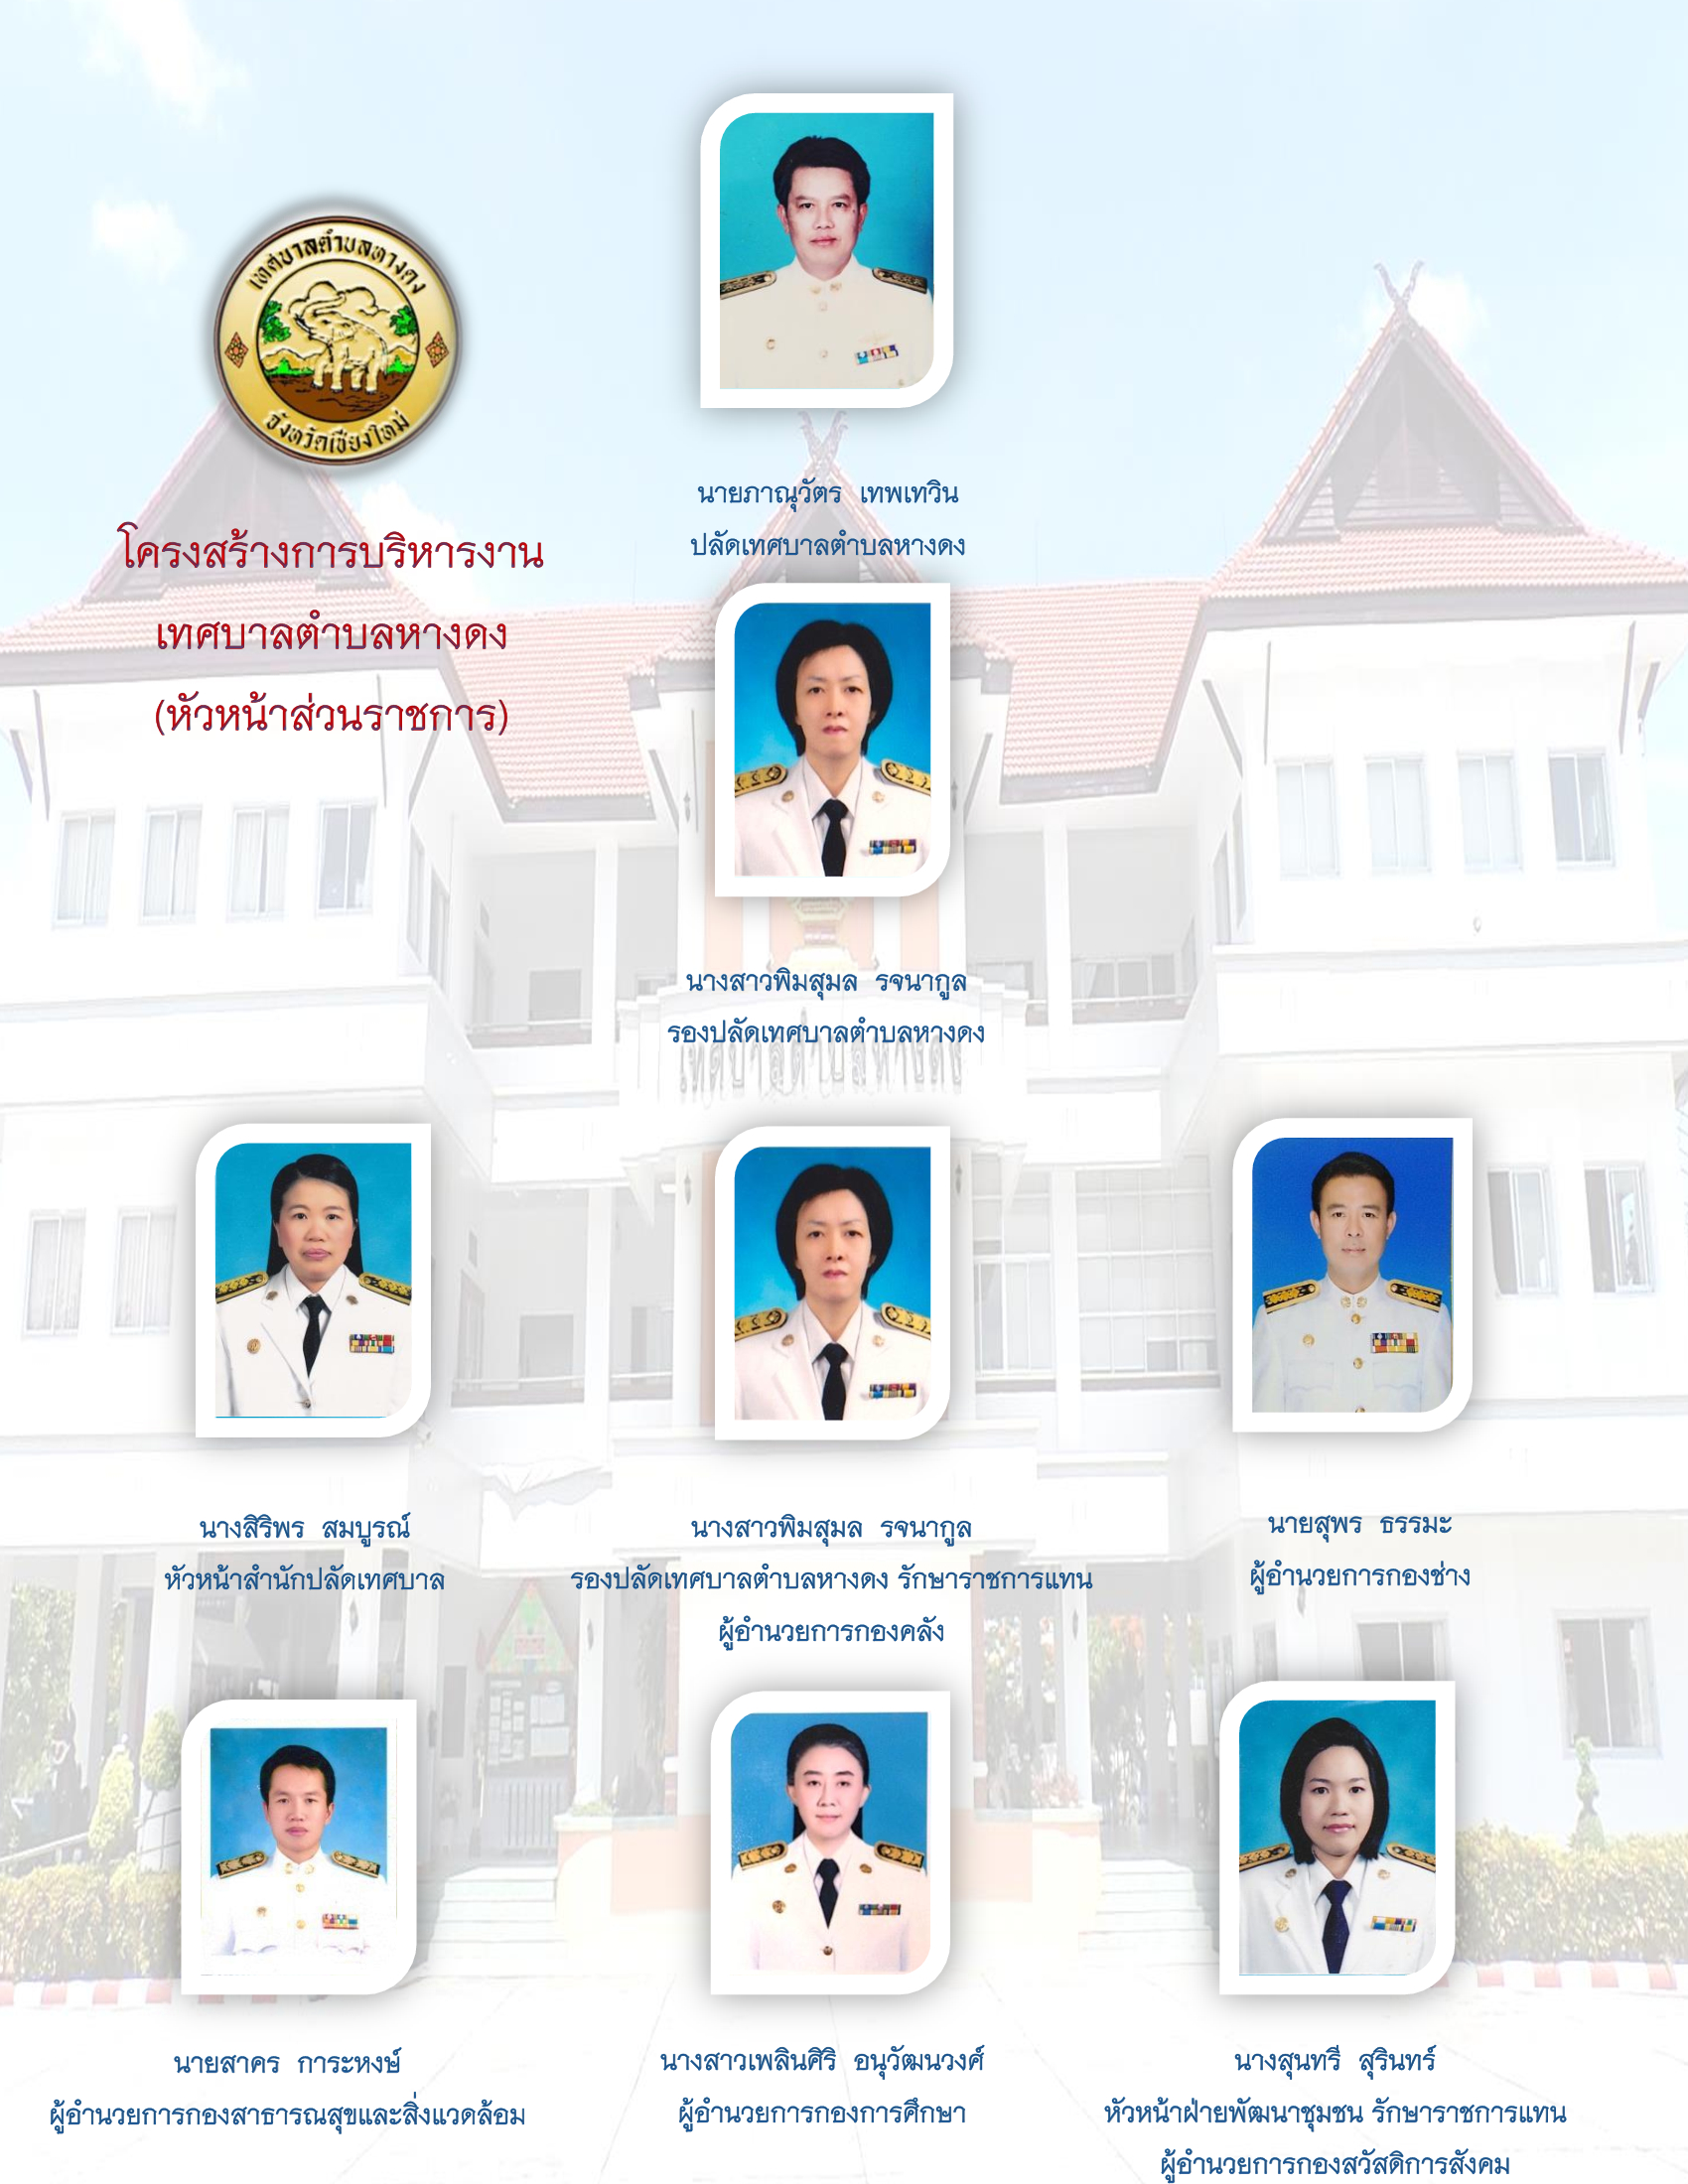 เทศบาลตำบลหางดง
จังหวัดเชียงใหม่
โครงสร้างการบริหารงาน
เทศบาลตำบลหางดง
(หัวหน้าส่วนราชการ)
นายภาณุวัตร เทพเทวิน
ปลัดเทศบาลตำบลหางดง
นางสาวพิมสุมล รจนากูล
รองปลัดเทศบาลตำบลหางดง
เทศบาลตำบลหางดง
นางสิริพร สมบูรณ์
หัวหน้าสำนักปลัดเทศบาล
นางสาวพิมสุมล รจนากูล
รองปลัดเทศบาลตำบลหางดง รักษาราชการแทน
ผู้อำนวยการกองคลัง
นายสุพร ธรรมะ
ผู้อำนวยการกองช่าง
นายสาคร การะหงษ์
ผู้อำนวยการกองสาธารณสุขและสิ่งแวดล้อม
นางสาวเพลินศิริ อนุวัฒนวงศ์
ผู้อำนวยการกองการศึกษา
นางสุนทรี สุรินทร์
หัวหน้าฝ่ายพัฒนาชุมชน รักษาราชการแทน
ผู้อำนวยการกองสวัสดิการสังคม